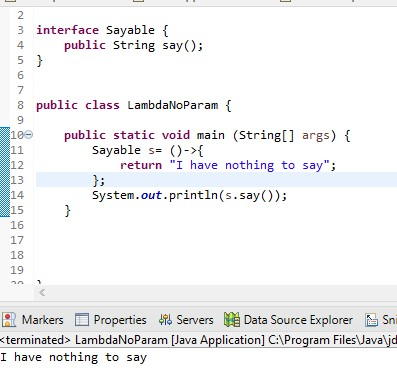 2
3 interface Sayable {
4 public String say();
5 }
6
7
8 public class LambdaNoParam {
9
10 public static void main (String[] args) {
11 Sayable s= ()->{
12 return "I have nothing to say";
13 };
14 System.out.println(s.say());
15 }
16
17
18
19
20 }
Markers Properties Servers Data Source Explorer Sni
<terminated> LambdaNoParam [Java Application] C:\Program Files\Java\jd
I have nothing to say